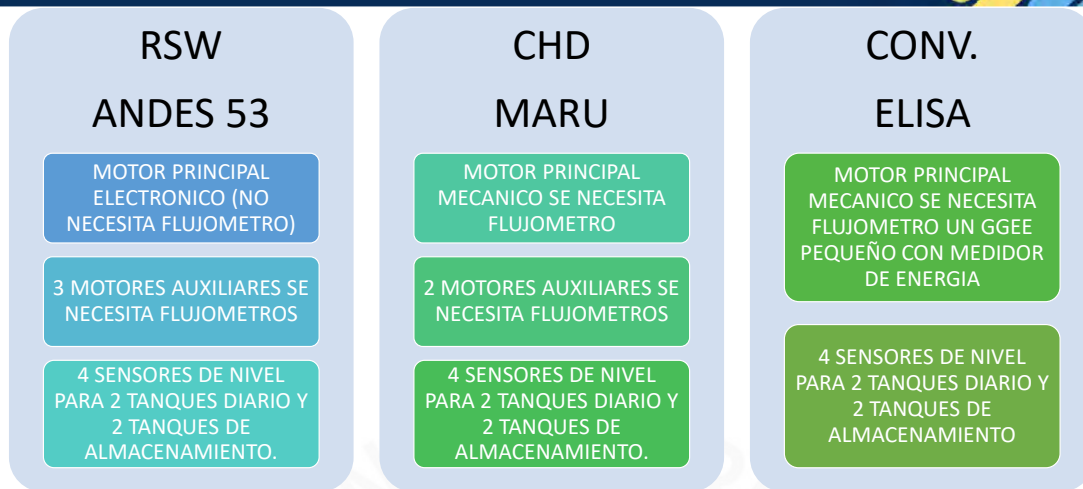 RSW
ANDES 53
MOTOR PRINCIPAL
ELECTRONICO (NO
NECESITA FLUJOMETRO)
3 MOTORES AUXILIARES SE
NECESITA FLUJOMETROS
4 SENSORES DE NIVEL
PARA 2 TANQUES DIARIO Y
2 TANQUES DE
ALMACENAMIENTO.
CHD
MARU
MOTOR PRINCIPAL
MECANICO SE NECESITA
FLUJOMETRO
2 MOTORES AUXILIARES SE
NECESITA FLUJOMETROS
4 SENSORES DE NIVEL
PARA 2 TANQUES DIARIO Y
2 TANQUES DE
ALMACENAMIENTO.
CONV.
ELISA
MOTOR PRINCIPAL
MECANICO SE NECESITA
FLUJOMETRO UN GGEE
PEQUEÑO CON MEDIDOR
DE ENERGIA
4 SENSORES DE NIVEL
PARA 2 TANQUES DIARIO Y
2 TANQUES DE
ALMACENAMIENTO